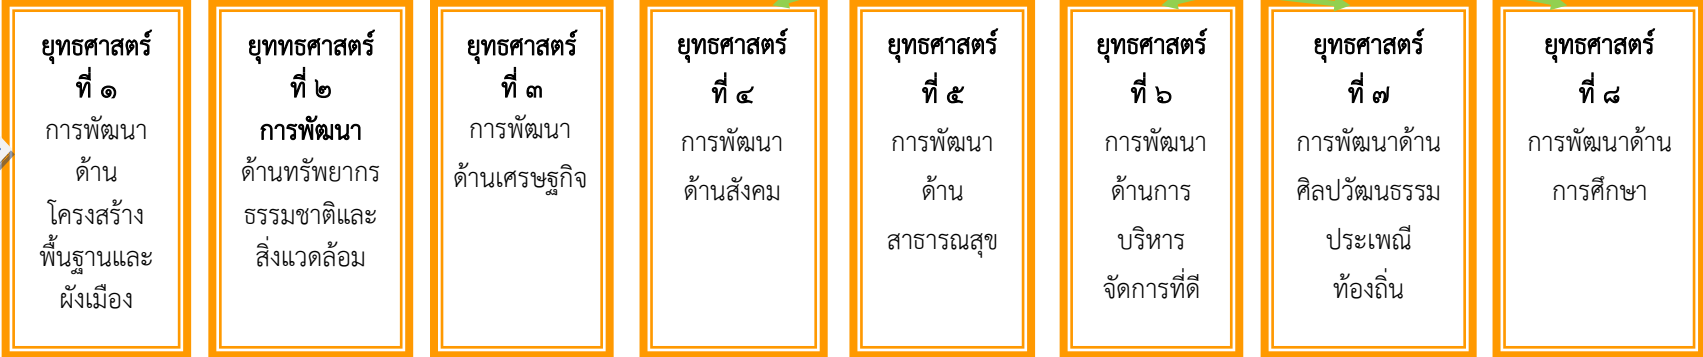 ยุทธศาสตร์
ที่ ๑
การพัฒนา
ด้าน
โครงสร้าง
พื้นฐานและ
ผังเมือง
ยุททธศาสตร์
ที่ ๒
การพัฒนา
ด้านทรัพยากร
ธรรมชาติและ
สิ่งแวดล้อม
ยุทธศาสตร์
ที่ ๓
การพัฒนา
ด้านเศรษฐกิจ
ยุทธศาสตร์
ที่ ๔
การพัฒนา
ด้านสังคม
ยุทธศาสตร์
ที่ ๕
การพัฒนา
ด้าน
สาธารณสุข
ยุทธศาสตร์
ที่ ๖
การพัฒนา
ด้านการ
บริหาร
จัดการที่ดี
ยุทธศาสตร์
ที่ ๗
การพัฒนาด้าน
ศิลปวัฒนธรรม
ประเพณี
ท้องถิ่น
ยุทธศาสตร์
ที่ ๘
การพัฒนาด้าน
การศึกษา